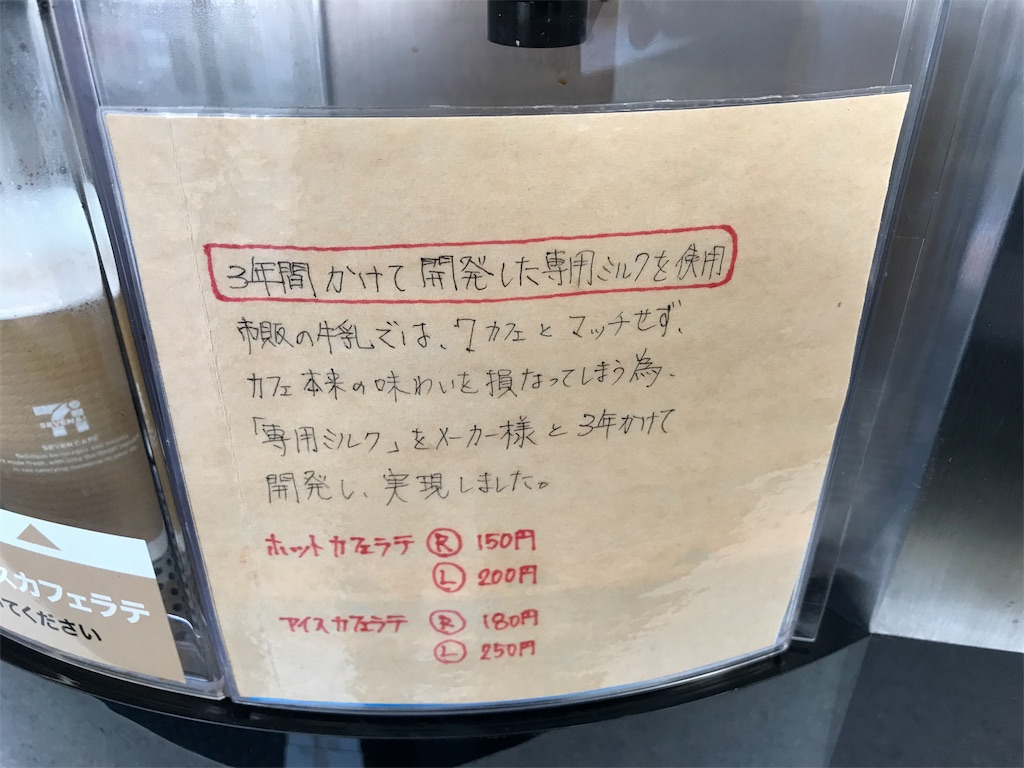 3年間 かけて 開発した専用ミルクを使用
市販の牛乳では、7カフェと マッチせず、
カフェ本来の味わいを損なってしまう為、
「専用ミルク」をメーカー様と3年かけて
開発し、実現しました。
ホットカフェラテ Ⓡ 150円
Ⓛ 200円
アイスカフェラテ Ⓡ 180円
Ⓛ 250円
SEVEN CAFÉ
スカフェラテ
てください